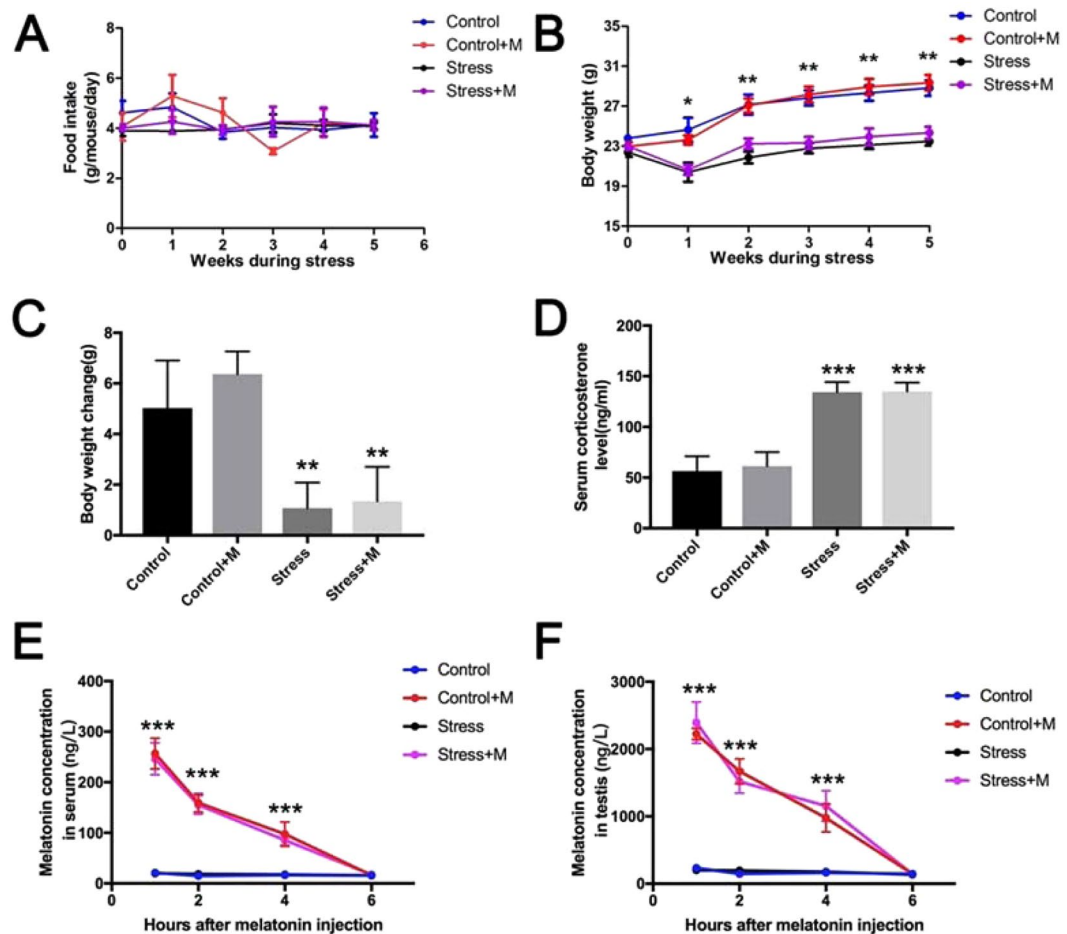 A
Food intake
(g/mouse/day)
8
6
4
2
0
0 1 2 3 4 5 6
Weeks during stress
Control
Control+M
Stress
Stress+M
B
Body weight (g)
35
31
27
23
19
15
* ** ** ** **
0 1 2 3 4 5
Weeks during stress
Control
Control+M
Stress
Stress+M
C
Body weight change(g)
8
6
4
2
0
** **
Control Control+M Stress Stress+M
D
Serum corticosterone
level(ng/ml)
200
150
100
50
0
*** ***
Control Control+M Stress Stress+M
E
Melatonin concentration
in serum (ng/L)
400
300
200
100
0
*** *** ***
0 2 4 6
Hours after melatonin injection
Control
Control+M
Stress
Stress+M
F
Melatonin concentration
in testis (ng/L)
3000
2000
1000
0
*** *** ***
0 2 4 6
Hours after melatonin injection
Control
Control+M
Stress
Stress+M